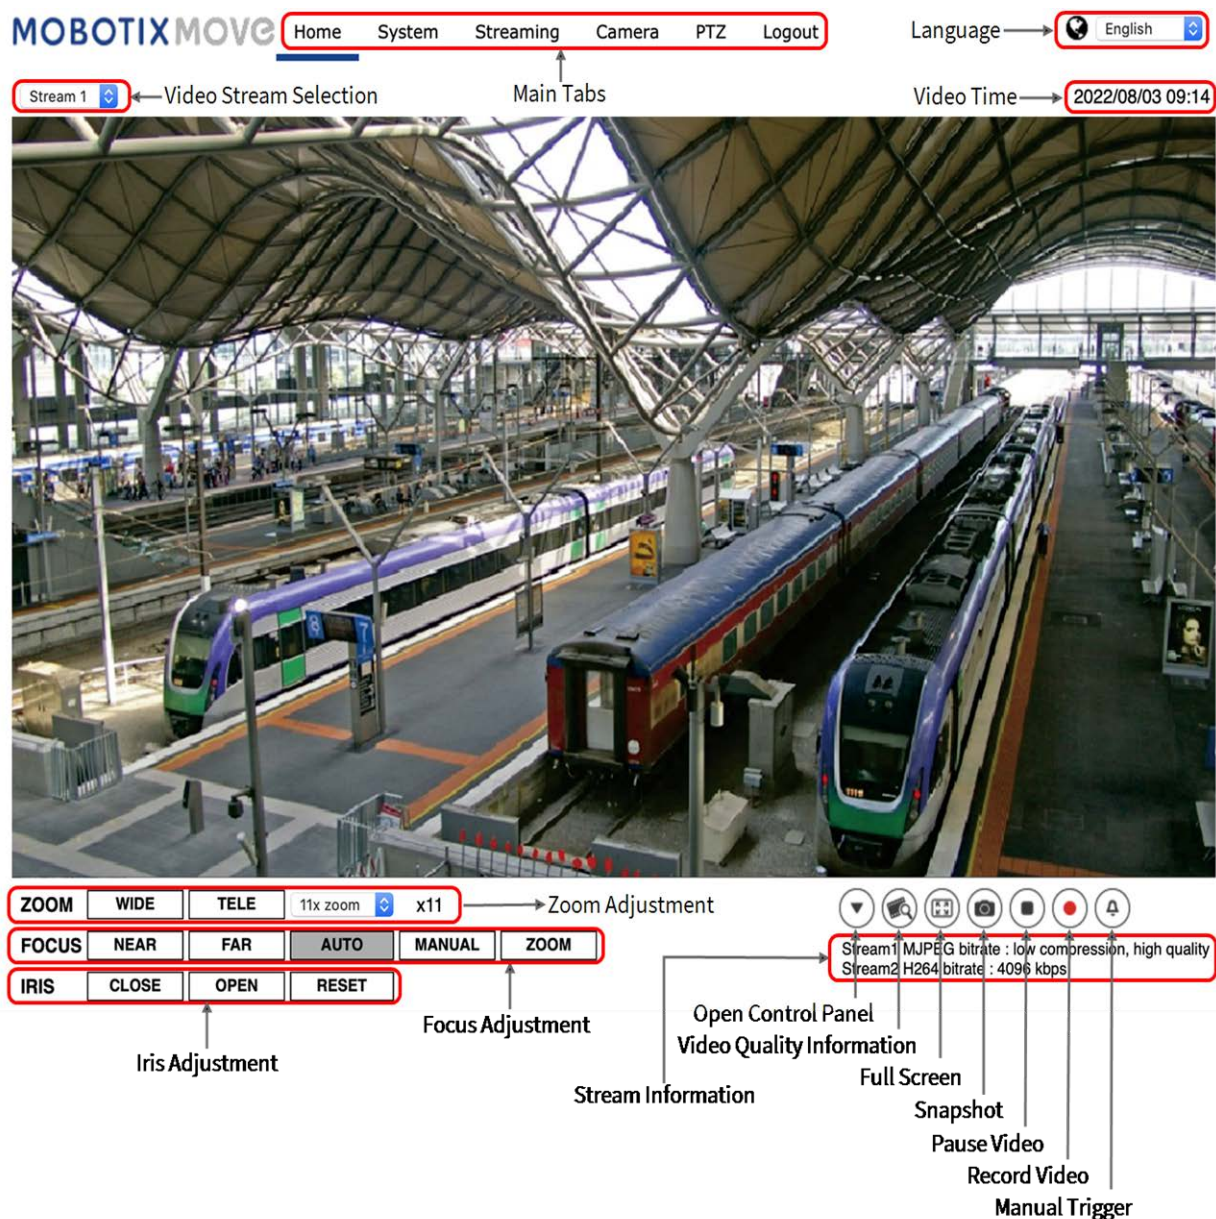 MOBOTIX MOVE
Home System Streaming Camera PTZ Logout
Language
English
Stream 1
Video Stream Selection
Main Tabs
Video Time
2022/08/03 09:14
ZOOM WIDE TELE 11x zoom x11
Zoom Adjustment
FOCUS NEAR FAR AUTO MANUAL ZOOM
Stream1 MJPEG bitrate : low compression, high quality
Stream2 H264 bitrate : 4096 kbps
IRIS CLOSE OPEN RESET
Open Control Panel
Focus Adjustment
Video Quality Information
Iris Adjustment
Full Screen
Stream Information
Snapshot
Pause Video
Record Video
Manual Trigger